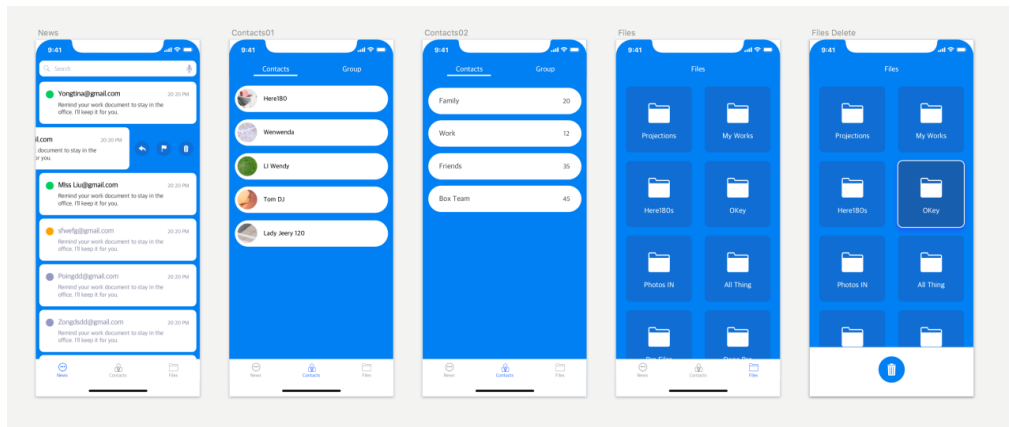 News
9:41
Search
Yongtina@gmail.com 20:20 PM
Remind your work document to stay in the
office. I'll keep it for you.
il.com 20:20 PM
document to stay in the
or you.
Miss Liu@gmail.com 20:20 PM
Remind your work document to stay in the
office. I'll keep it for you.
sfwefg@gmail.com 20:20 PM
Remind your work document to stay in the
office. I'll keep it for you.
Poingdd@gmail.com 20:20 PM
Remind your work document to stay in the
office. I'll keep it for you.
Zongdsdd@gmail.com 20:20 PM
Remind your work document to stay in the
office. I'll keep it for you.
News Contacts Files
Contacts01
9:41
Contacts Group
Here180
Wenwenda
LI Wendy
Tom DJ
Lady Jeery 120
News Contacts Files
Contacts02
9:41
Contacts Group
Family 20
Work 12
Friends 35
Box Team 45
News Contacts Files
Files
9:41
Files
Projections My Works
Here180s OKey
Photos IN All Thing
News Contacts Files
Files Delete
9:41
Files
Projections My Works
Here180s OKey
Photos IN All Thing